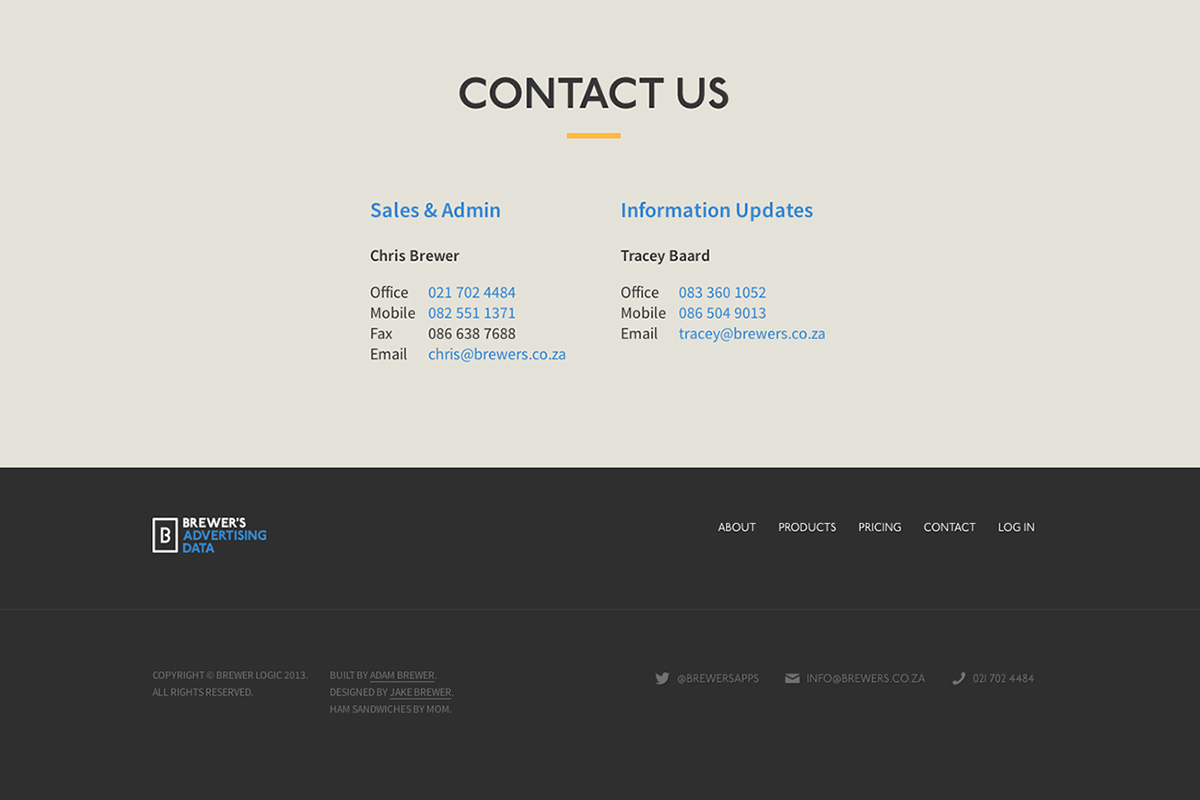 CONTACT US
Sales & Admin
Chris Brewer
Office 021 702 4484
Mobile 082 551 1371
Fax 086 638 7688
Email chris@brewers.co.za
Information Updates
Tracey Baard
Office 083 360 1052
Mobile 086 504 9013
Email tracey@brewers.co.za
B
BREWER'S
ADVERTISING
DATA
ABOUT PRODUCTS PRICING CONTACT LOG IN
COPYRIGHT © BREWER LOGIC 2013.
ALL RIGHTS RESERVED.
BUILT BY ADAM BREWER.
DESIGNED BY JAKE BREWER.
HAM SANDWICHES BY MOM.
@BREWERSAPPS INFO@BREWERS.CO.ZA 021 702 4484